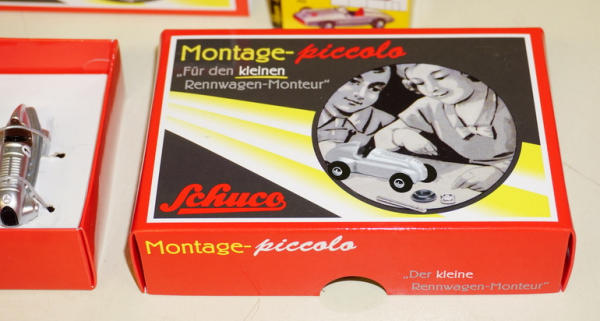 Montage-piccolo
„Für den kleinen
Rennwagen-Monteur"
Schuco
Montage-piccolo
„Der kleine
Rennwagen-Monteur"